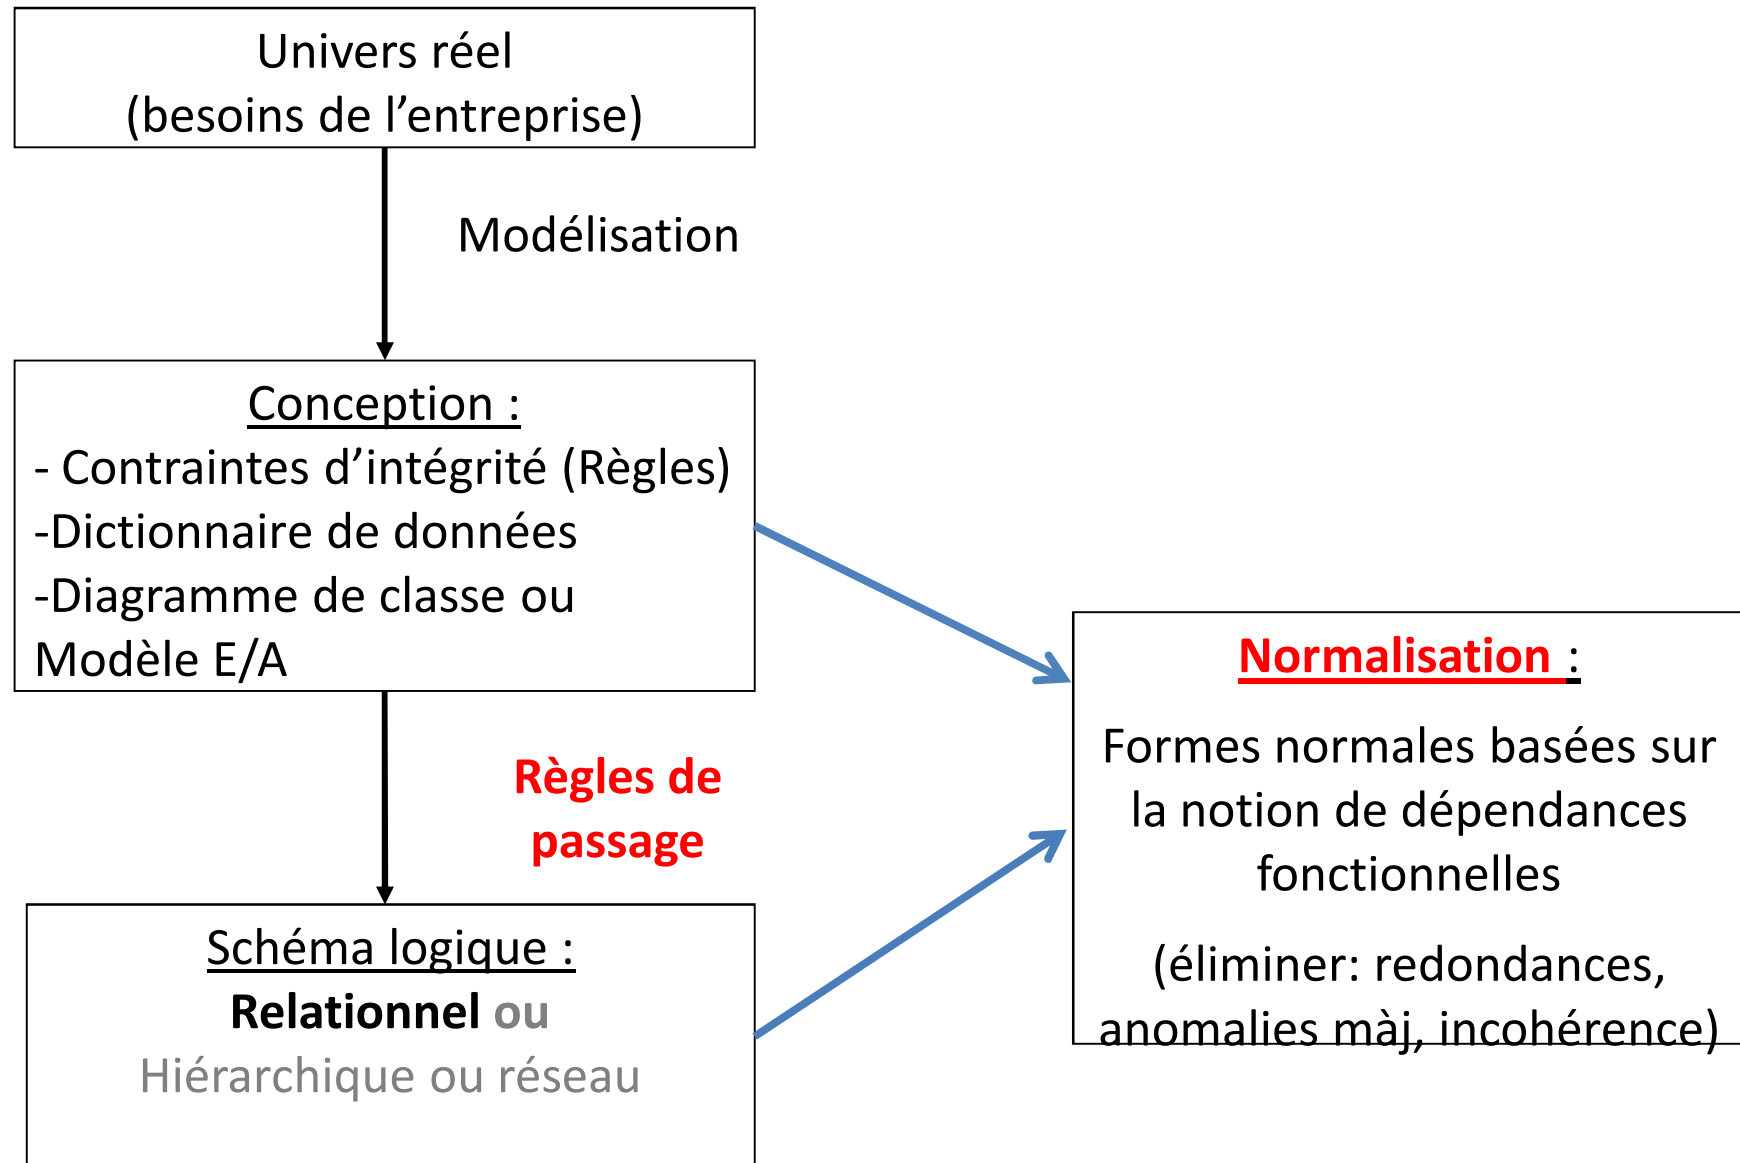 Univers réel
(besoins de l’entreprise)
Modélisation
Conception :
- Contraintes d’intégrité (Règles)
-Dictionnaire de données
-Diagramme de classe ou
Modèle E/A
Règles de
passage
Schéma logique :
Relationnel ou
Hiérarchique ou réseau
Normalisation :
Formes normales basées sur
la notion de dépendances
fonctionnelles
(éliminer: redondances,
anomalies màj, incohérence)